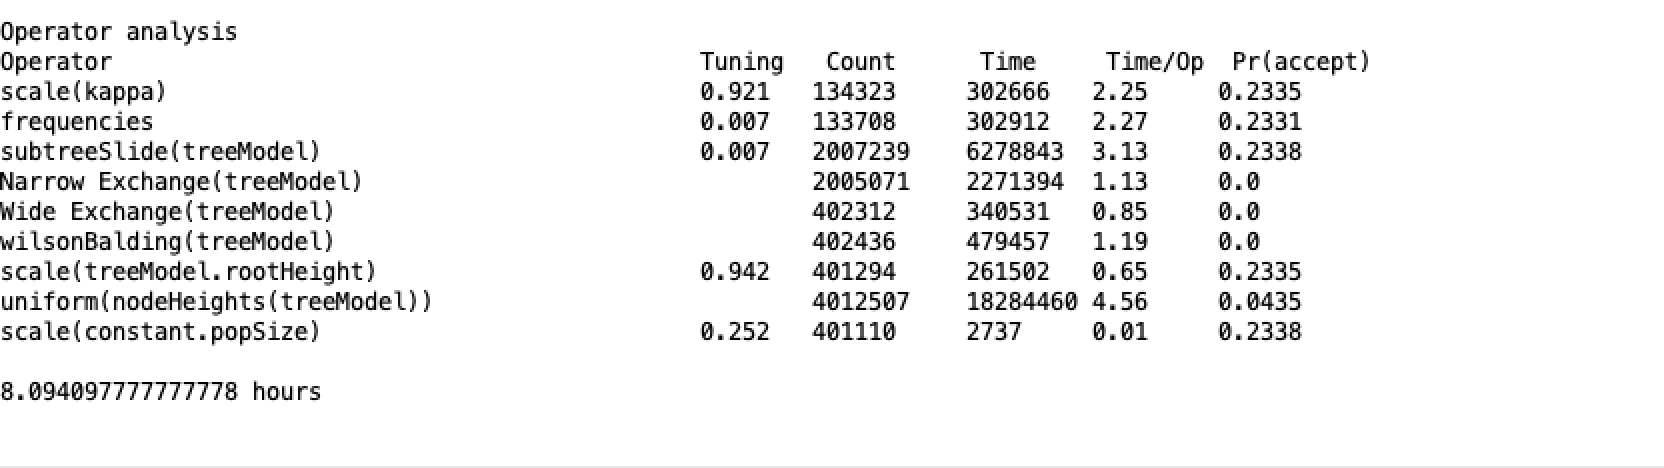 Operator analysis
Operator Tuning Count Time Time/Op Pr(accept)
scale(kappa) 0.921 134323 302666 2.25 0.2335
frequencies 0.007 133708 302912 2.27 0.2331
subtreeSlide(treeModel) 0.007 2007239 6278843 3.13 0.2338
Narrow Exchange(treeModel) 2005071 2271394 1.13 0.0
Wide Exchange(treeModel) 402312 340531 0.85 0.0
wilsonBalding(treeModel) 402436 479457 1.19 0.0
scale(treeModel.rootHeight) 0.942 401294 261502 0.65 0.2335
uniform(nodeHeights(treeModel)) 4012507 18284460 4.56 0.0435
scale(constant.popSize) 0.252 401110 2737 0.01 0.2338
8.094097777777778 hours